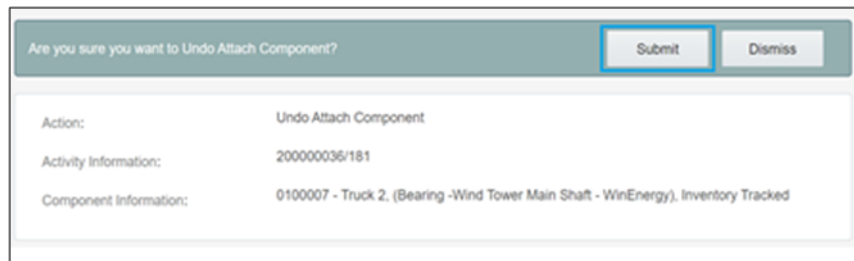 Are you sure you want to Undo Attach Component? Submit Dismiss
Action: Undo Attach Component
Activity Information: 200000036/181
Component Information: 0100007 - Truck 2, (Bearing -Wind Tower Main Shaft - WinEnergy), Inventory Tracked